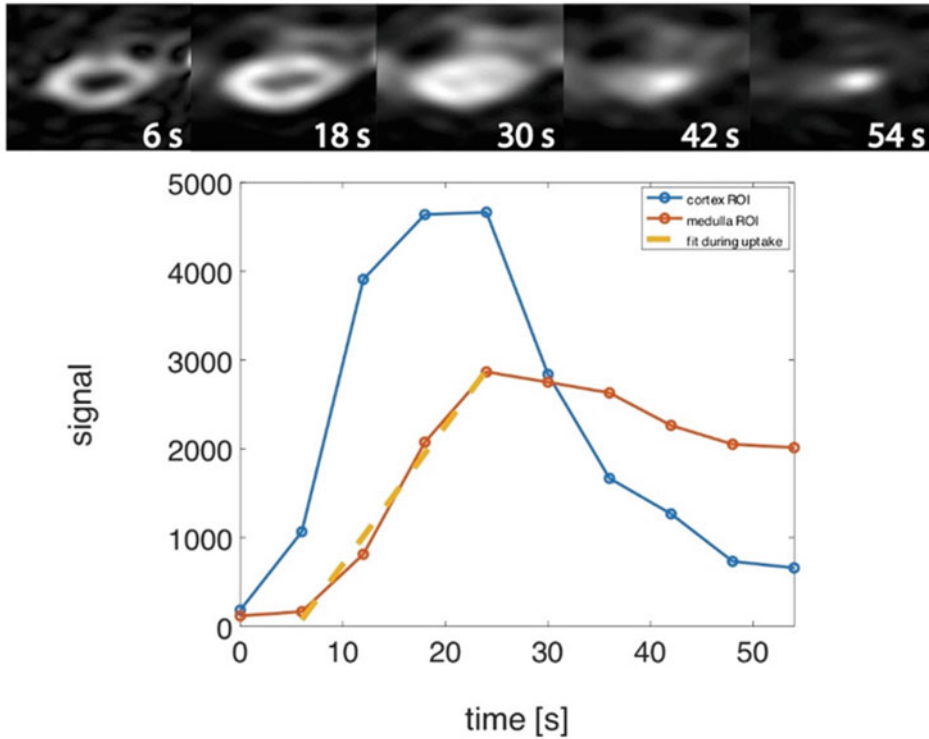 6 s 18 s 30 s 42 s 54 s
5000
4000
3000
2000
1000
0
signal
cortex ROI
medulla ROI
fit during uptake
0 10 20 30 40 50
time [s]